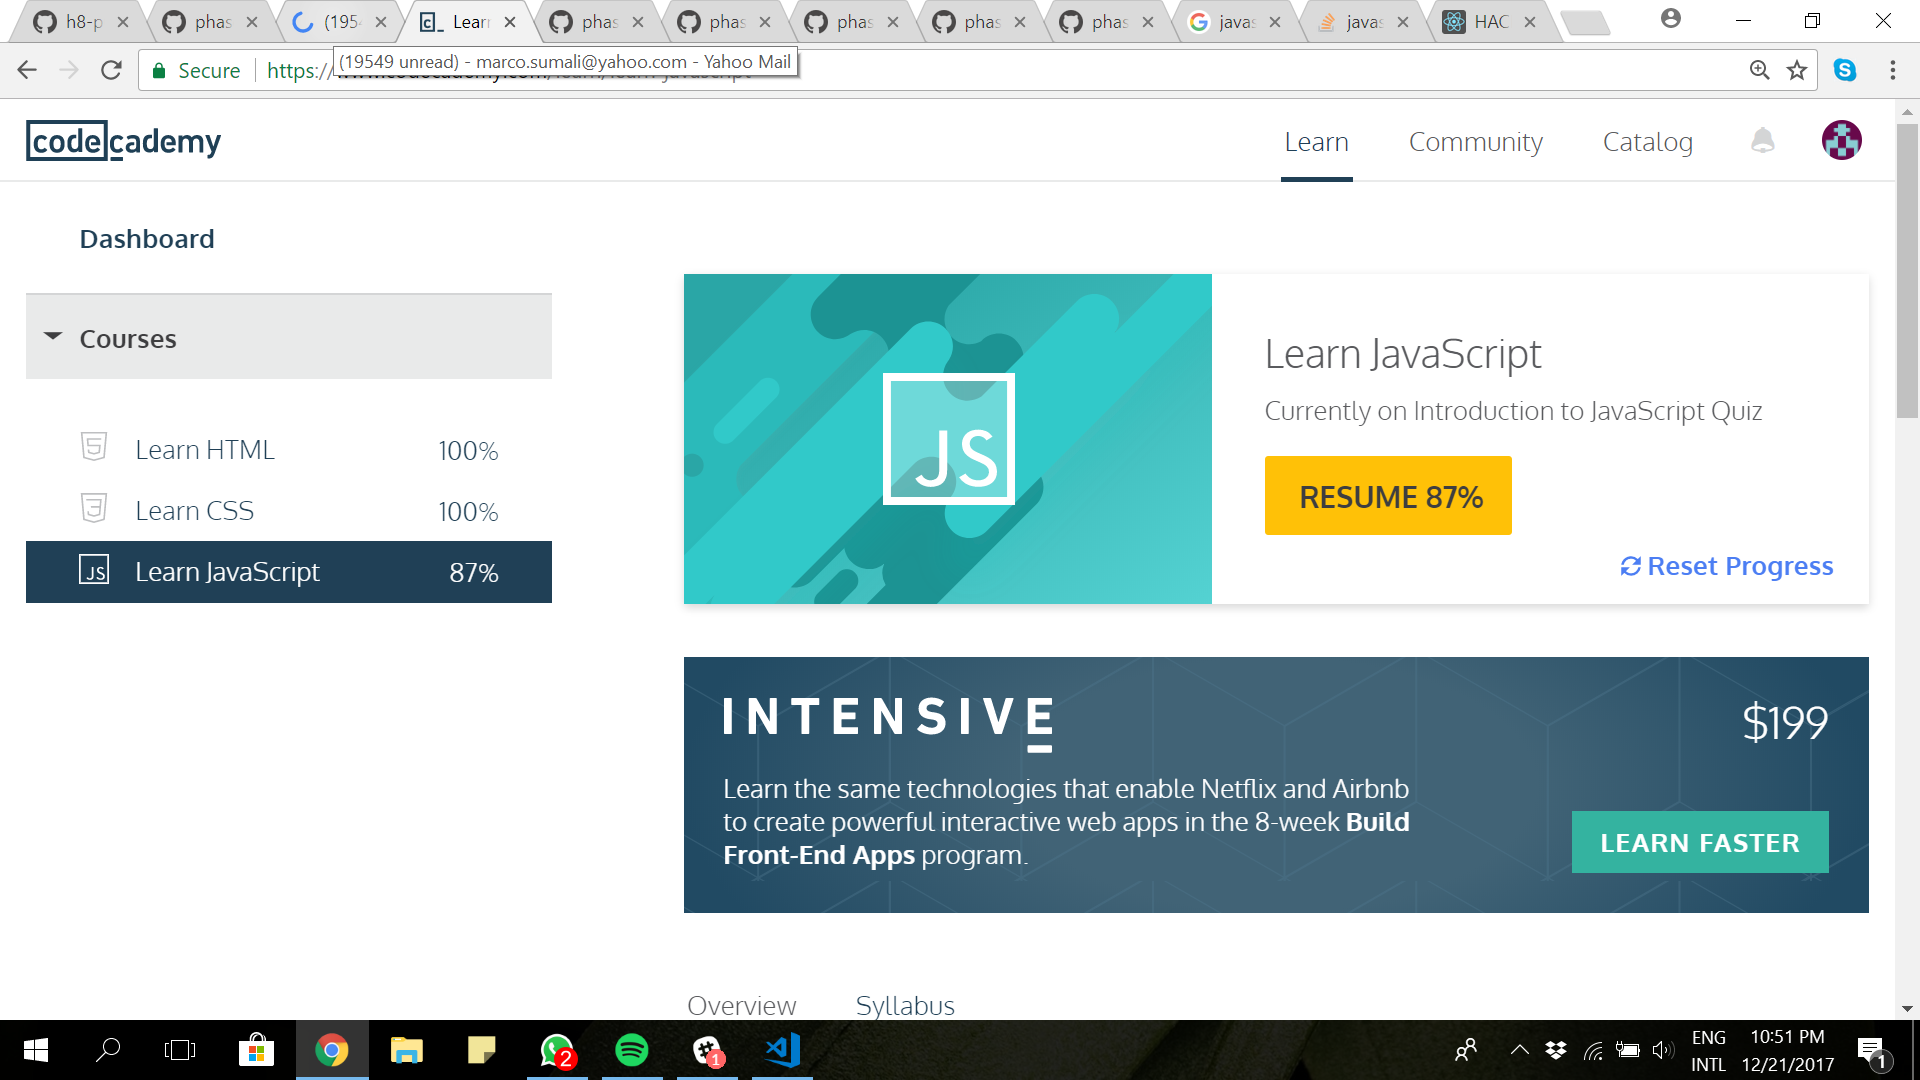 h8-p
phas
(195
Learn
phas
phas
phas
phas
phas
javas
javas
HAC
(19549 unread) - marco.sumali@yahoo.com - Yahoo Mail
Secure
https://
codecademy
Learn
Community
Catalog
Dashboard
Courses
Learn HTML 100%
Learn CSS 100%
JS Learn JavaScript 87%
JS
Learn JavaScript
Currently on Introduction to JavaScript Quiz
RESUME 87%
Reset Progress
INTENSIVE
$199
Learn the same technologies that enable Netflix and Airbnb
to create powerful interactive web apps in the 8-week Build
Front-End Apps program.
LEARN FASTER
Overview
Syllabus
2
1
ENG
INTL
10:51 PM
12/21/2017
1